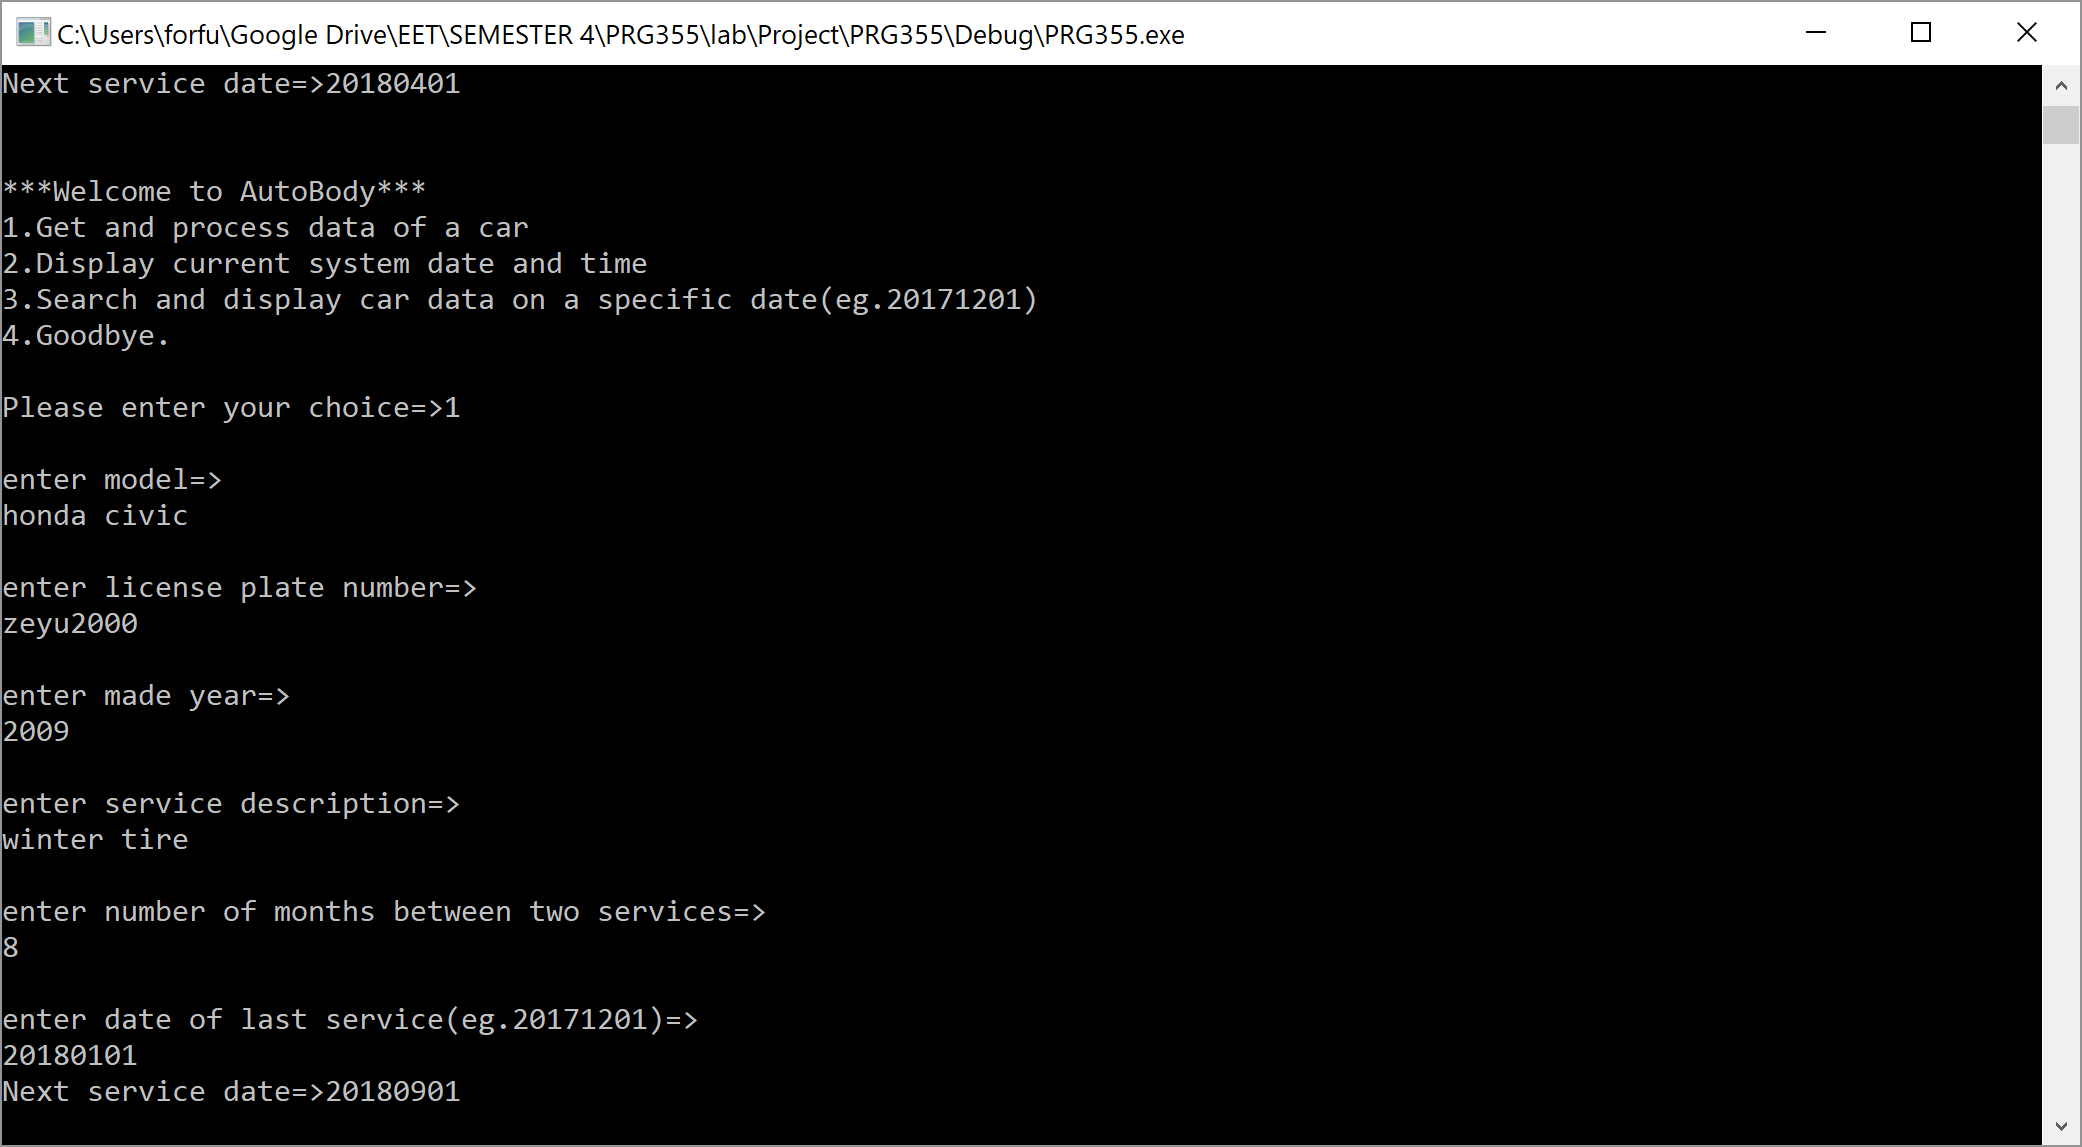 C:\Users\forfu\Google Drive\EET\SEMESTER 4\PRG355\lab\Project\PRG355\Debug\PRG355.exe
Next service date=>20180401
***Welcome to AutoBody***
1.Get and process data of a car
2.Display current system date and time
3.Search and display car data on a specific date(eg.20171201)
4.Goodbye.
Please enter your choice=>1
enter model=>
honda civic
enter license plate number=>
zeyu2000
enter made year=>
2009
enter service description=>
winter tire
enter number of months between two services=>
8
enter date of last service(eg.20171201)=>
20180101
Next service date=>20180901